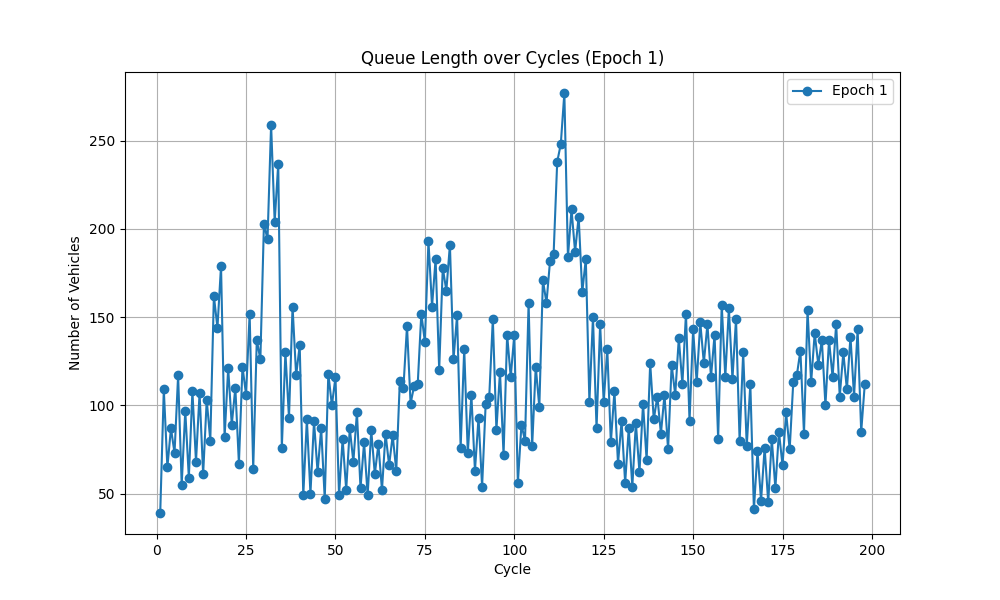 Queue Length over Cycles (Epoch 1)
Epoch 1
Number of Vehicles
250
200
150
100
50
0 25 50 75 100 125 150 175 200
Cycle